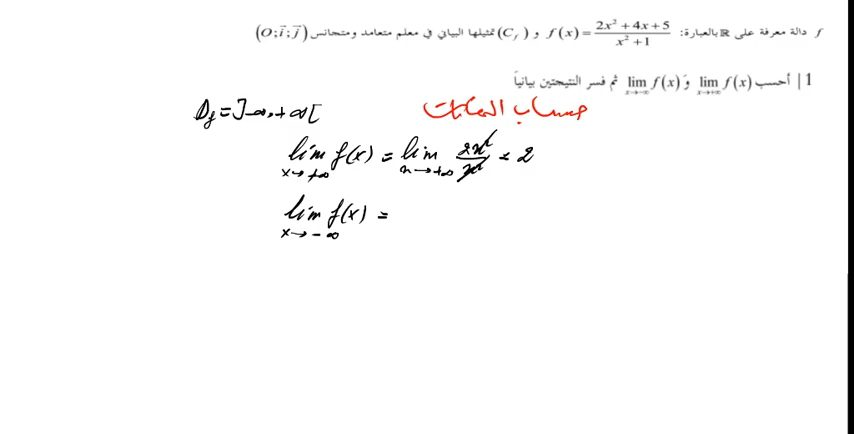 f دالة معرفة على ℝ بالعبارة: f(x) = (2x² + 4x + 5)/(x² + 1) و (C_f) تمثيلها البياني في معلم متعامد ومتجانس (O; i⃗; j⃗)
1| أحسب lim_{x→+∞} f(x) و lim_{x→-∞} f(x) ثم فسر النتيجتين بيانياً
حساب النهايات
D_f = ]-∞, +∞[
lim_{x→+∞} f(x) = lim_{x→+∞} 2x²/x² = 2
lim_{x→-∞} f(x) =